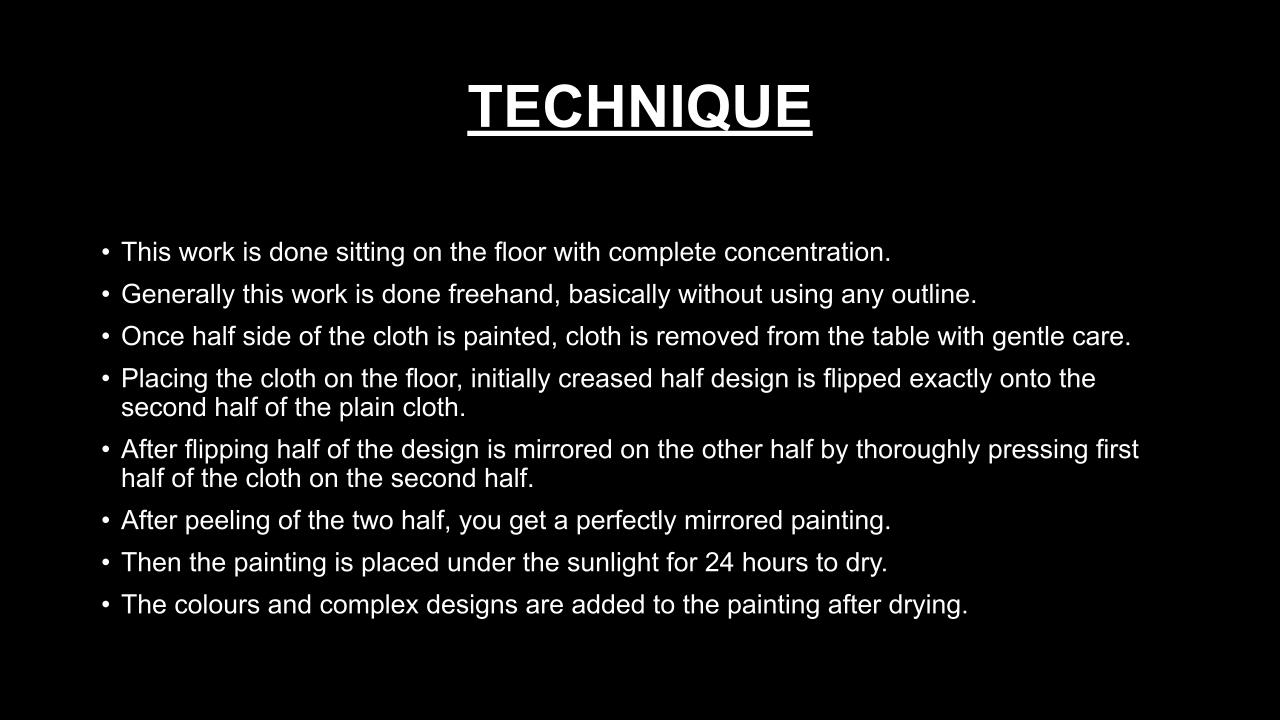 TECHNIQUE
• This work is done sitting on the floor with complete concentration.
• Generally this work is done freehand, basically without using any outline.
• Once half side of the cloth is painted, cloth is removed from the table with gentle care.
• Placing the cloth on the floor, initially creased half design is flipped exactly onto the
second half of the plain cloth.
• After flipping half of the design is mirrored on the other half by thoroughly pressing first
half of the cloth on the second half.
• After peeling of the two half, you get a perfectly mirrored painting.
• Then the painting is placed under the sunlight for 24 hours to dry.
• The colours and complex designs are added to the painting after drying.